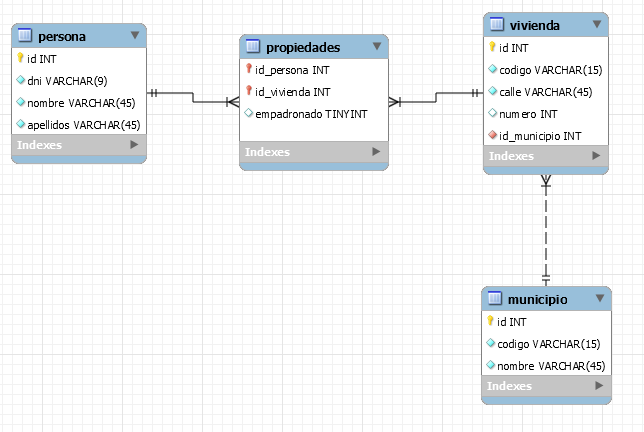 persona
id INT
dni VARCHAR(9)
nombre VARCHAR(45)
apellidos VARCHAR(45)
Indexes
propiedades
id_persona INT
id_vivienda INT
empadronado TINYINT
Indexes
vivienda
id INT
codigo VARCHAR(15)
calle VARCHAR(45)
numero INT
id_municipio INT
Indexes
municipio
id INT
codigo VARCHAR(15)
nombre VARCHAR(45)
Indexes